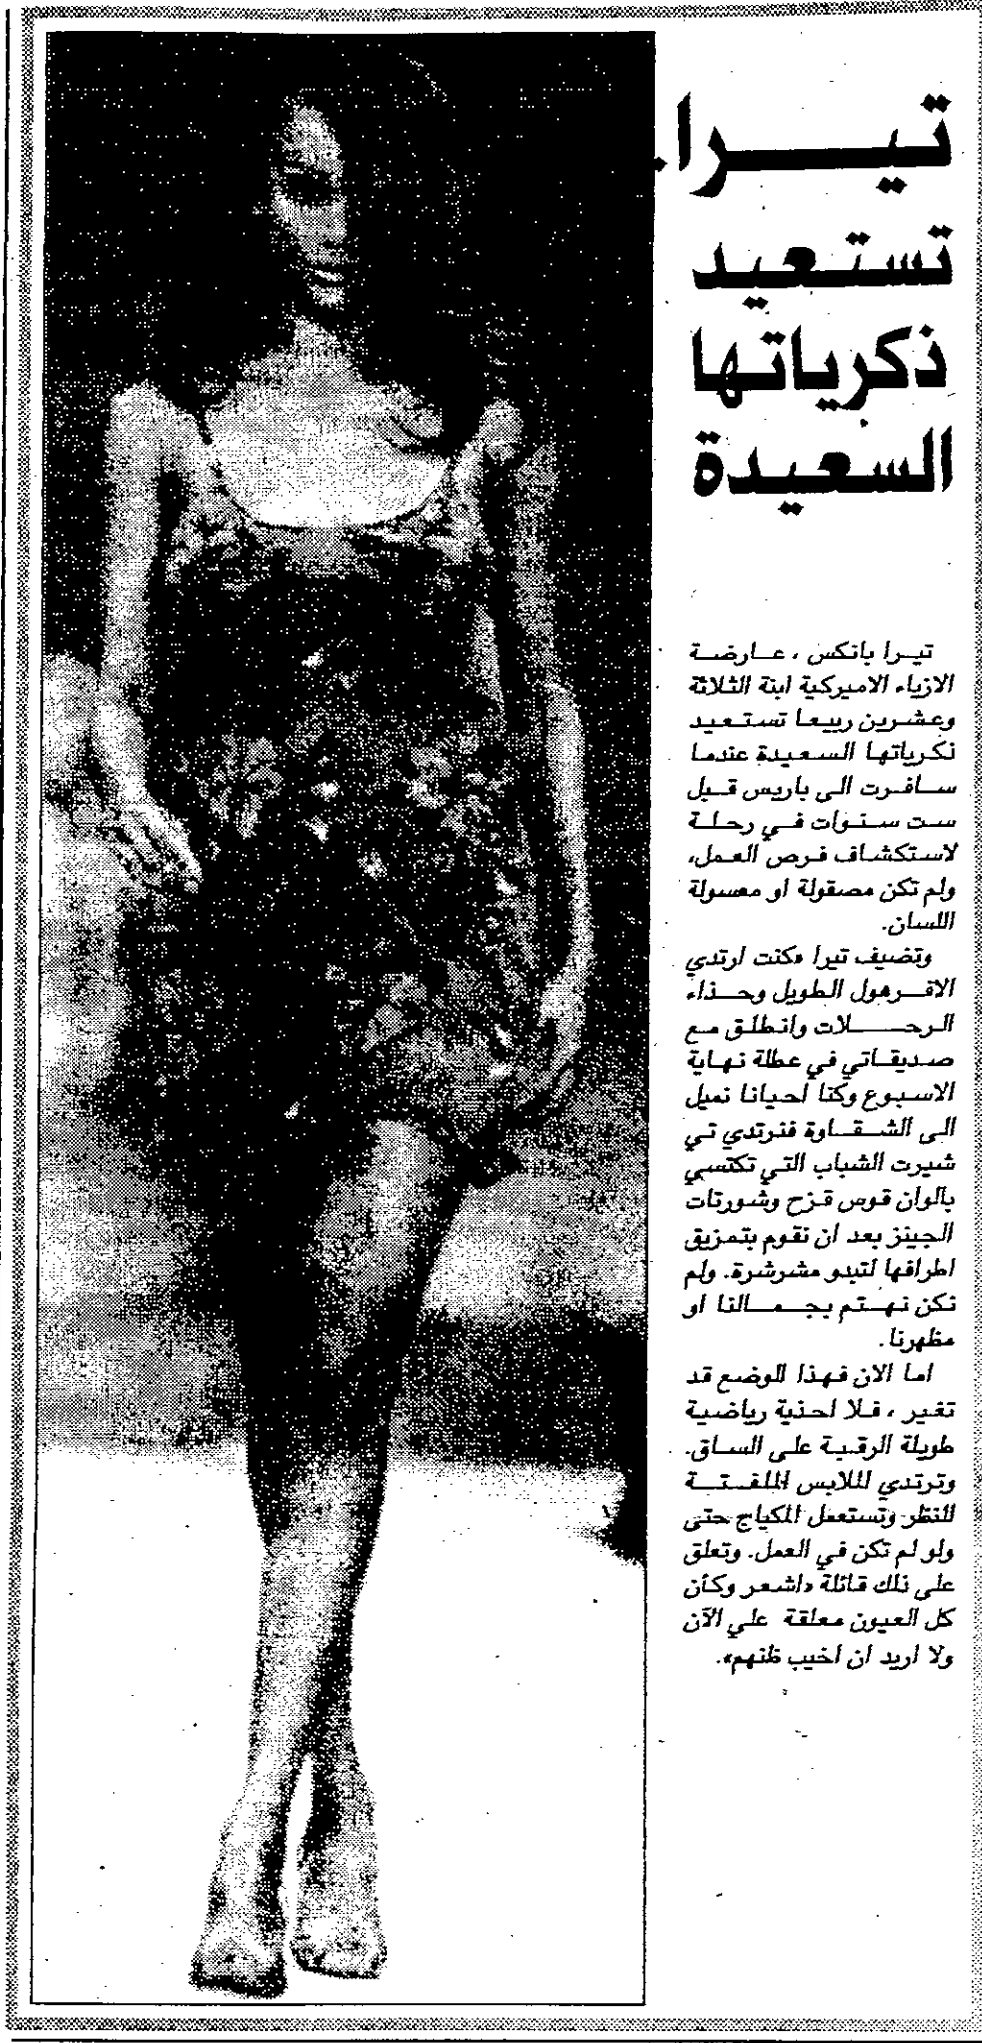 تيرا.
تستعيد
ذكرياتها
السعيدة
تيرا بانكس ، عارضة
الازياء الاميركية ابنة الثلاثة
وعشرين ربيعا تستعيد
ذكرياتها السعيدة عندما
سافرت الى باريس قبل
ست سنوات في رحلة
لاستكشاف فرص العمل،
ولم تكن مصقولة او معسولة
اللسان.
وتضيف تيرا «كنت ارتدي
الافرهول الطويل وحذاء
الرحلات وانطلق مع
صديقاتي في عطلة نهاية
الاسبوع وكنا احيانا نميل
الى الشقاوة فنرتدي تي
شيرت الشباب التي تكتسي
بالوان قوس قزح وشورتات
الجينز بعد ان نقوم بتمزيق
اطرافها لتبدو مشرشرة. ولم
نكن نهتم بجمالنا او
مظهرنا.
اما الان فهذا الوضع قد
تغير ، فلا احذية رياضية
طويلة الرقبة على الساق.
وترتدي الملابس الملفتة
للنظر وتستعمل المكياج حتى
ولو لم تكن في العمل. وتعلق
على ذلك قائلة «اشعر وكأن
كل العيون معلقة علي الآن
ولا اريد ان اخيب ظنهم».